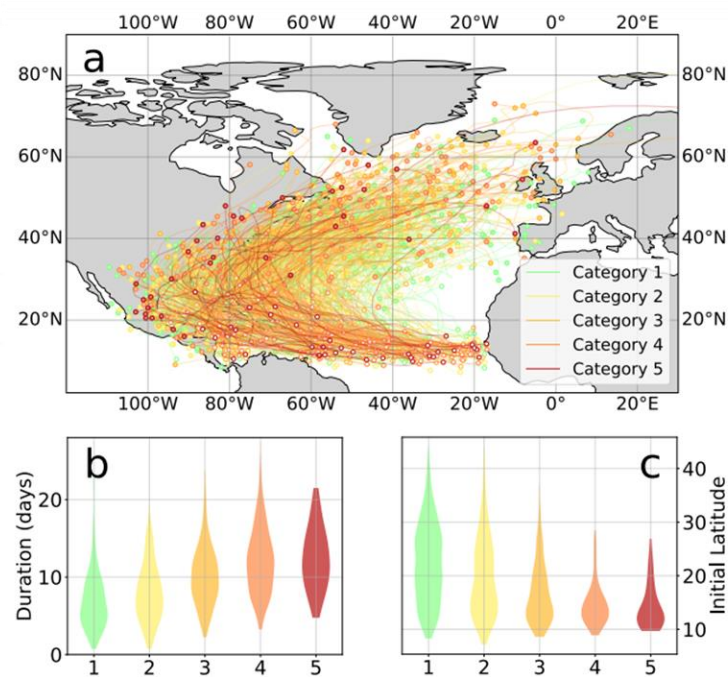 100°W 80°W 60°W 40°W 20°W 0° 20°E
a
80°N 80°N
60°N 60°N
40°N 40°N
20°N 20°N
Category 1
Category 2
Category 3
Category 4
Category 5
100°W 80°W 60°W 40°W 20°W 0° 20°E
b
Duration (days)
20
10
0
1 2 3 4 5
c
Initial Latitude
40
30
20
10
1 2 3 4 5